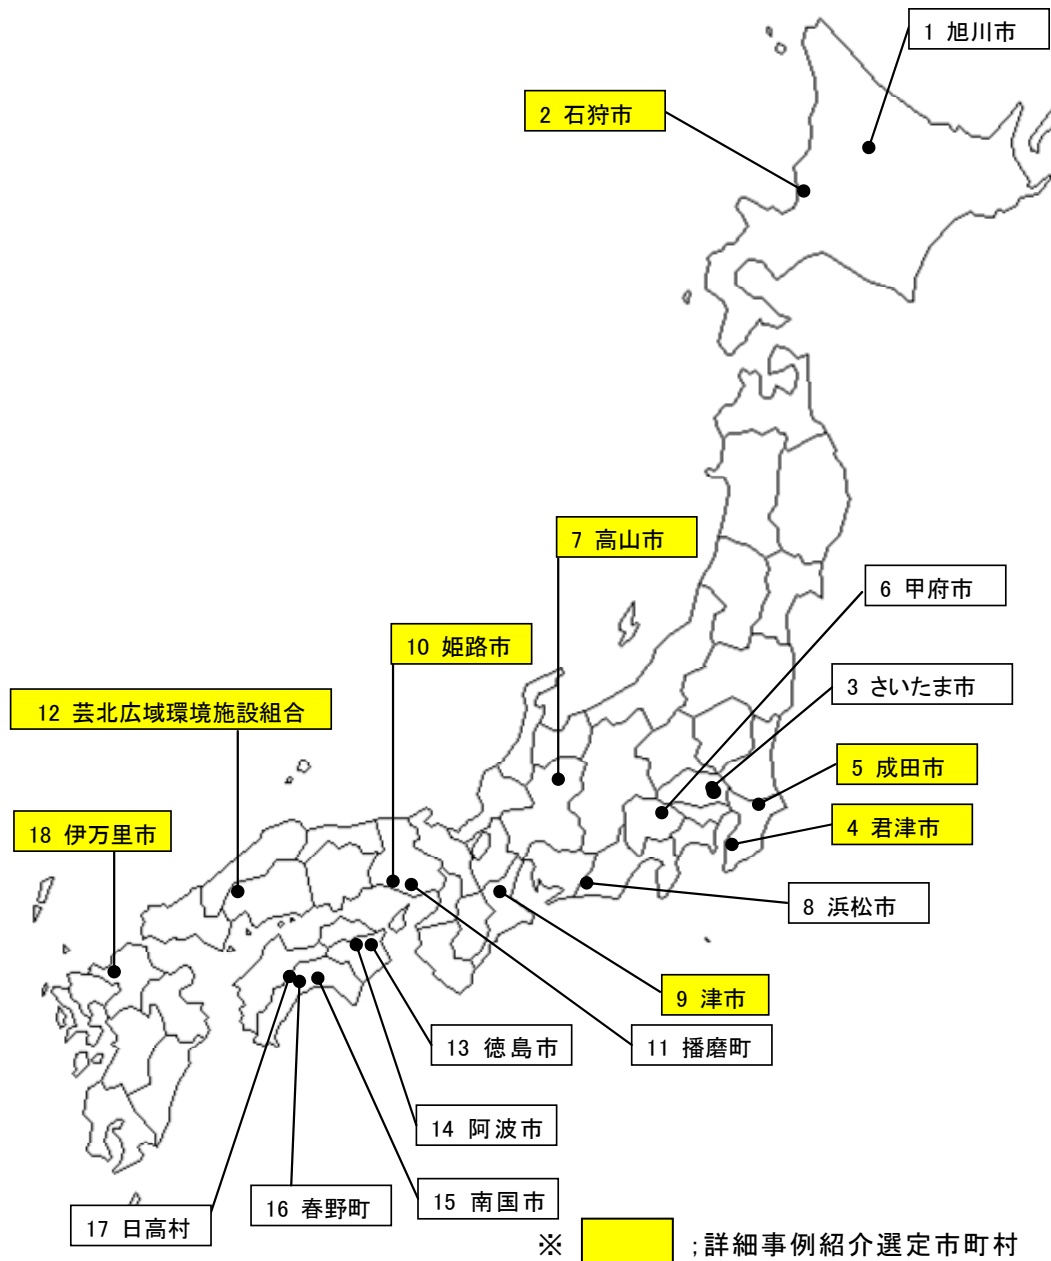 1 旭川市
2 石狩市
7 高山市
6 甲府市
10 姫路市
3 さいたま市
12 芸北広域環境施設組合
5 成田市
18 伊万里市
4 君津市
8 浜松市
9 津市
13 徳島市
11 播磨町
14 阿波市
16 春野町
15 南国市
17 日高村
※ ;詳細事例紹介選定市町村